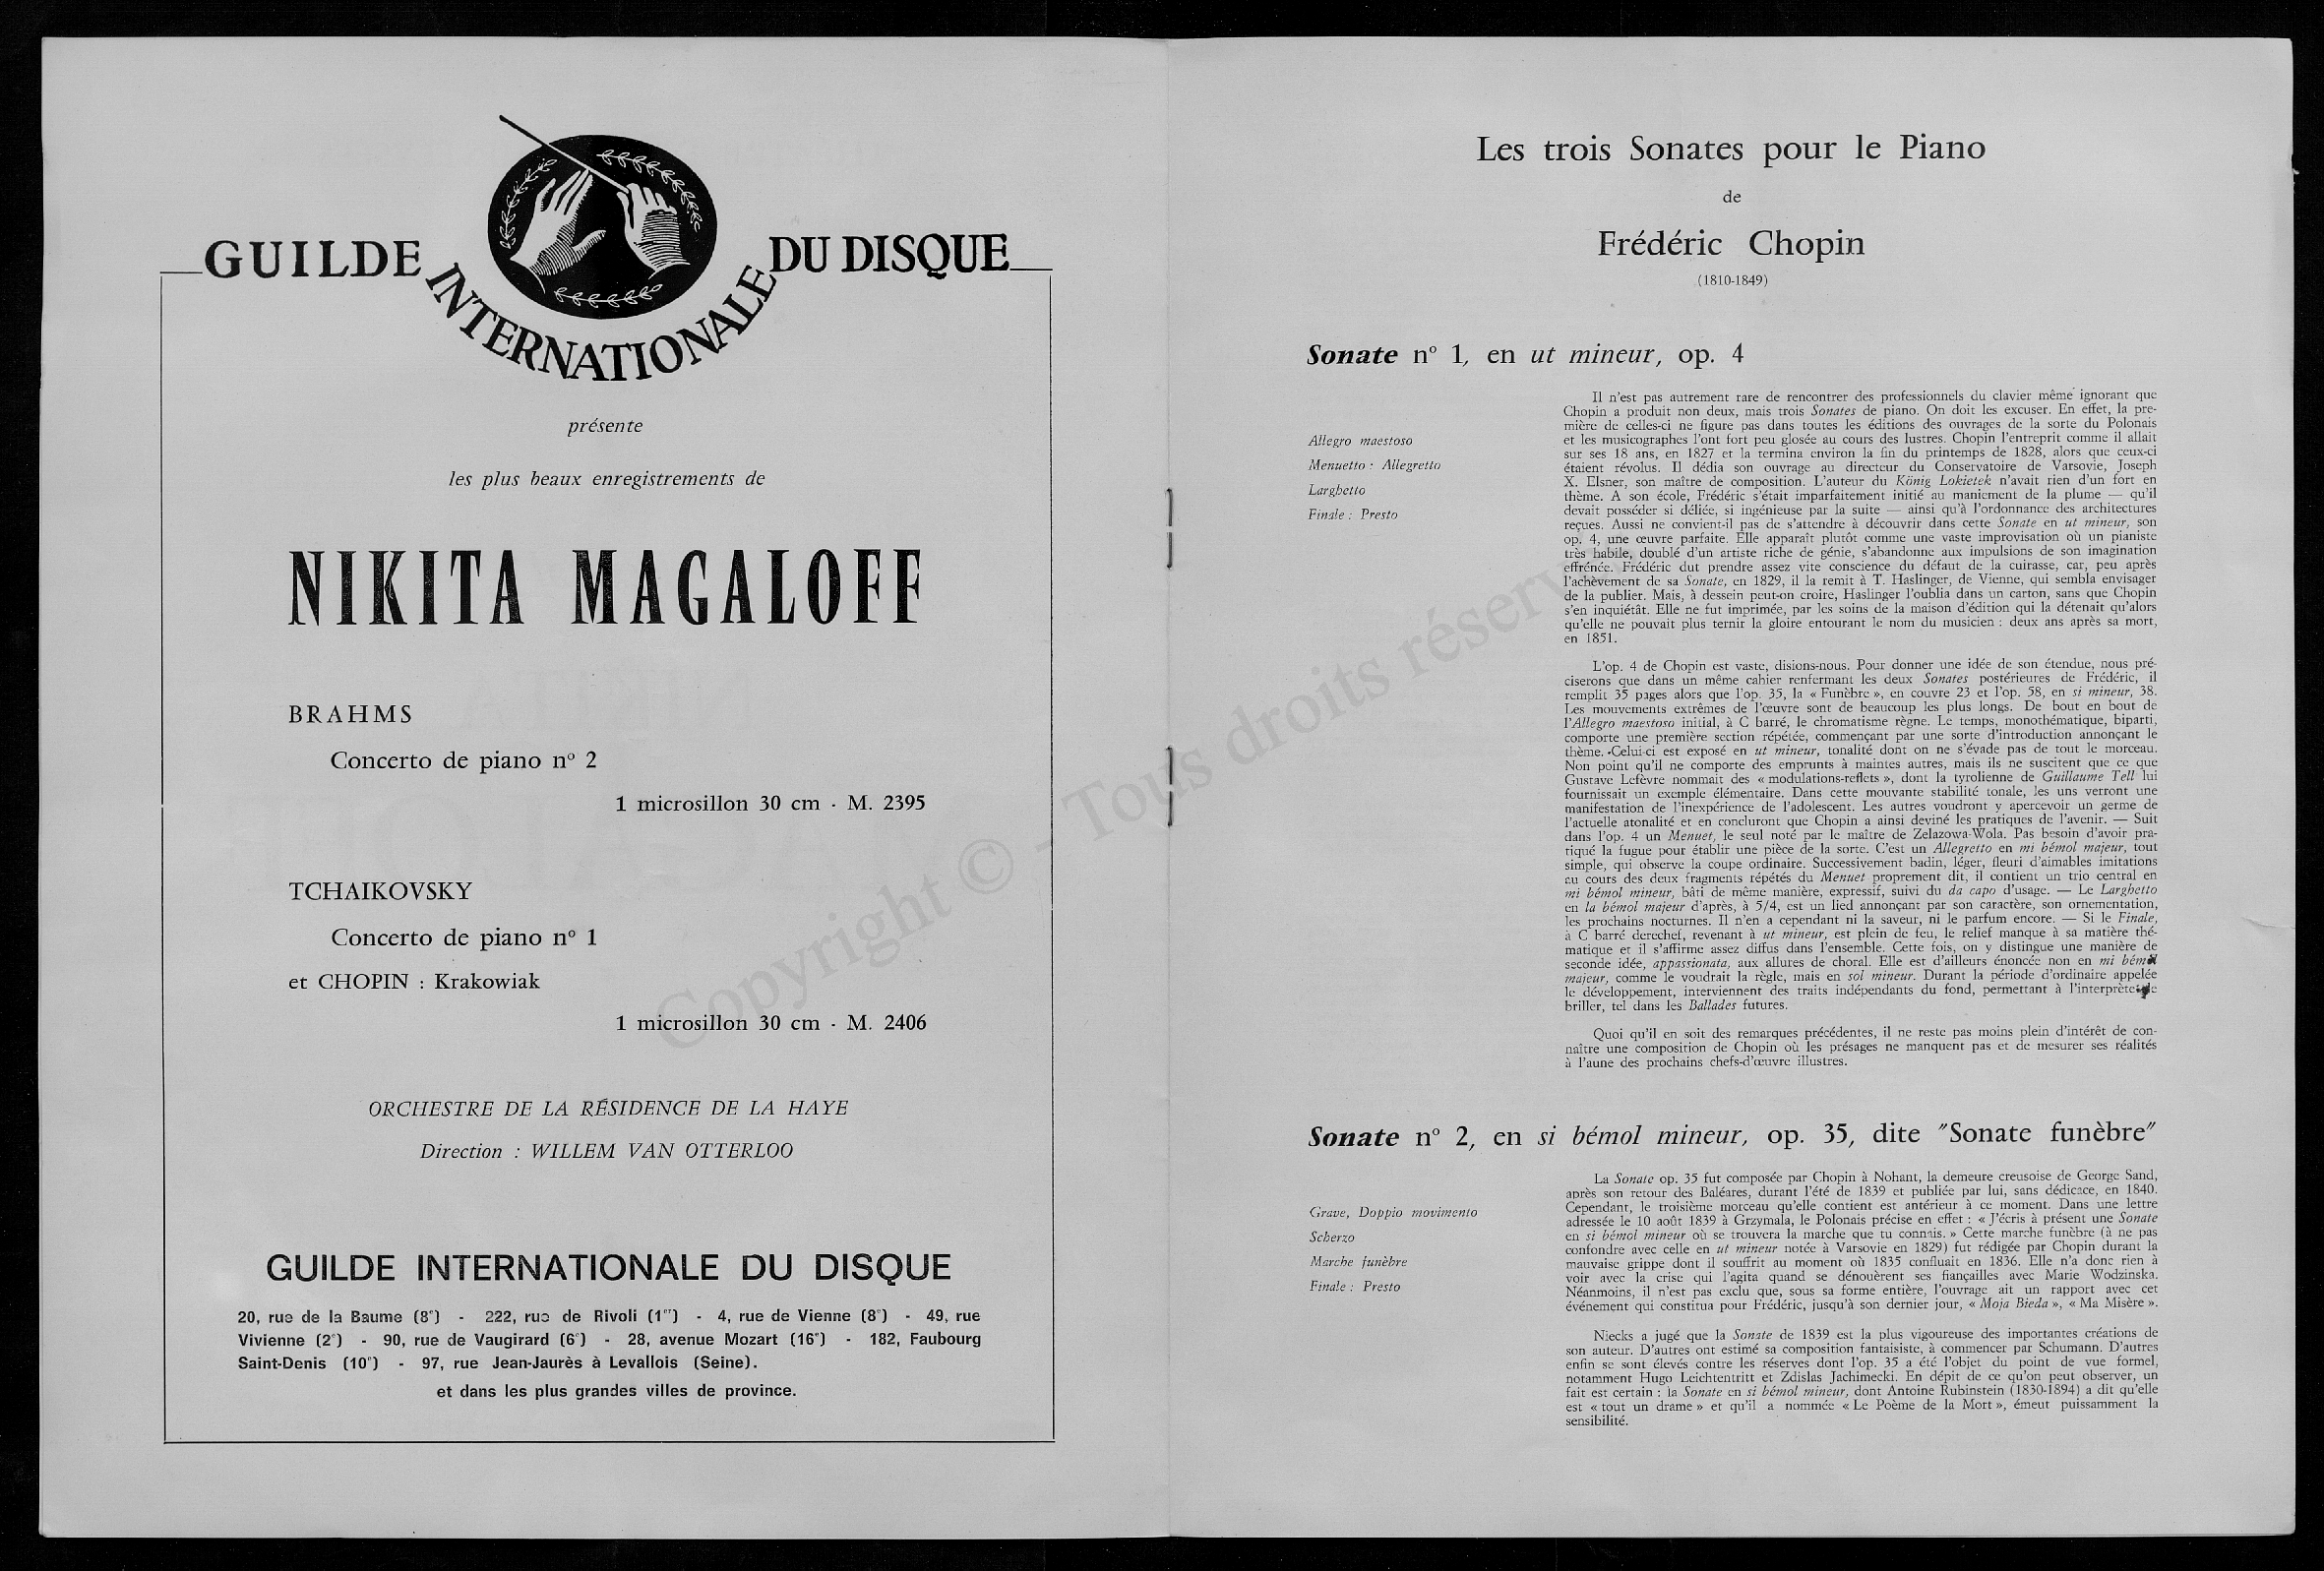 GUILDE INTERNATIONALE DU DISQUE
présente
les plus beaux enregistrements de
NIKITA MAGALOFF
BRAHMS
Concerto de piano n° 2
1 microsillon 30 cm - M. 2395
TCHAIKOVSKY
Concerto de piano n° 1
et CHOPIN : Krakowiak
1 microsillon 30 cm - M. 2406
ORCHESTRE DE LA RÉSIDENCE DE LA HAYE
Direction : WILLEM VAN OTTERLOO
GUILDE INTERNATIONALE DU DISQUE
20, rue de la Baume (8e) - 222, rue de Rivoli (1er) - 4, rue de Vienne (8e) - 49, rue
Vivienne (2e) - 90, rue de Vaugirard (6e) - 28, avenue Mozart (16e) - 182, Faubourg
Saint-Denis (10e) - 97, rue Jean-Jaurès à Levallois (Seine).
et dans les plus grandes villes de province.
Les trois Sonates pour le Piano
de
Frédéric Chopin
(1810-1849)
Sonate n° 1, en ut mineur, op. 4
Allegro maestoso
Menuetto : Allegretto
Larghetto
Finale : Presto
Il n'est pas autrement rare de rencontrer des professionnels du clavier même ignorant que
Chopin a produit non deux, mais trois Sonates de piano. On doit les excuser. En effet, la pre-
mière de celles-ci ne figure pas dans toutes les éditions des ouvrages de la sorte du Polonais
et les musicographes l'ont fort peu glosée au cours des lustres. Chopin l'entreprit comme il allait
sur ses 18 ans, en 1827 et la termina environ la fin du printemps de 1828, alors que ceux-ci
étaient révolus. Il dédia son ouvrage au directeur du Conservatoire de Varsovie, Joseph
X. Elsner, son maître de composition. L'auteur du König Lokietek n'avait rien d'un fort en
thème. A son école, Frédéric s'était imparfaitement initié au maniement de la plume — qu'il
devait posséder si déliée, si ingénieuse par la suite — ainsi qu'à l'ordonnance des architectures
reçues. Aussi ne convient-il pas de s'attendre à découvrir dans cette Sonate en ut mineur, son
op. 4, une œuvre parfaite. Elle apparaît plutôt comme une vaste improvisation où un pianiste
très habile, doublé d'un artiste riche de génie, s'abandonne aux impulsions de son imagination
effrénée. Frédéric dut prendre assez vite conscience du défaut de la cuirasse, car, peu après
l'achèvement de sa Sonate, en 1829, il la remit à T. Haslinger, de Vienne, qui sembla envisager
de la publier. Mais, à dessein peut-on croire, Haslinger l'oublia dans un carton, sans que Chopin
s'en inquiétât. Elle ne fut imprimée, par les soins de la maison d'édition qui la détenait qu'alors
qu'elle ne pouvait plus ternir la gloire entourant le nom du musicien : deux ans après sa mort,
en 1851.
L'op. 4 de Chopin est vaste, disions-nous. Pour donner une idée de son étendue, nous pré-
ciserons que dans un même cahier renfermant les deux Sonates postérieures de Frédéric, il
remplit 35 pages alors que l'op. 35, la « Funèbre », en couvre 23 et l'op. 58, en si mineur, 38.
Les mouvements extrêmes de l'œuvre sont de beaucoup les plus longs. De bout en bout de
l'Allegro maestoso initial, à C barré, le chromatisme règne. Le temps, monothématique, biparti,
comporte une première section répétée, commençant par une sorte d'introduction annonçant le
thème. Celui-ci est exposé en ut mineur, tonalité dont on ne s'évade pas de tout le morceau.
Non point qu'il ne comporte des emprunts à maintes autres, mais ils ne suscitent que ce que
Gustave Lefèvre nommait des « modulations-reflets », dont la tyrolienne de Guillaume Tell lui
fournissait un exemple élémentaire. Dans cette mouvante stabilité tonale, les uns verront une
manifestation de l'inexpérience de l'adolescent. Les autres voudront y apercevoir un germe de
l'actuelle atonalité et en concluront que Chopin a ainsi deviné les pratiques de l'avenir. — Suit
dans l'op. 4 un Menuet, le seul noté par le maître de Zelazowa-Wola. Pas besoin d'avoir pra-
tiqué la fugue pour établir une pièce de la sorte. C'est un Allegretto en mi bémol majeur, tout
simple, qui observe la coupe ordinaire. Successivement badin, léger, fleuri d'aimables imitations
au cours des deux fragments répétés du Menuet proprement dit, il contient un trio central en
mi bémol mineur, bâti de même manière, expressif, suivi du da capo d'usage. — Le Larghetto
en la bémol majeur d'après, à 5/4, est un lied annonçant par son caractère, son ornementation,
les prochains nocturnes. Il n'en a cependant ni la saveur, ni le parfum encore. — Si le Finale,
à C barré derechef, revenant à ut mineur, est plein de feu, le relief manque à sa matière thé-
matique et il s'affirme assez diffus dans l'ensemble. Cette fois, on y distingue une manière de
seconde idée, appassionata, aux allures de choral. Elle est d'ailleurs énoncée non en mi bémol
majeur, comme le voudrait la règle, mais en sol mineur. Durant la période d'ordinaire appelée
le développement, interviennent des traits indépendants du fond, permettant à l'interprète de
briller, tel dans les Ballades futures.
Quoi qu'il en soit des remarques précédentes, il ne reste pas moins plein d'intérêt de con-
naître une composition de Chopin où les présages ne manquent pas et de mesurer ses réalités
à l'aune des prochains chefs-d'œuvre illustres.
Sonate n° 2, en si bémol mineur, op. 35, dite "Sonate funèbre"
Grave, Doppio movimento
Scherzo
Marche funèbre
Finale : Presto
La Sonate op. 35 fut composée par Chopin à Nohant, la demeure creusoise de George Sand,
après son retour des Baléares, durant l'été de 1839 et publiée par lui, sans dédicace, en 1840.
Cependant, le troisième morceau qu'elle contient est antérieur à ce moment. Dans une lettre
adressée le 10 août 1839 à Grzymala, le Polonais précise en effet : « J'écris à présent une Sonate
en si bémol mineur où se trouvera la marche que tu connais. » Cette marche funèbre (à ne pas
confondre avec celle en ut mineur notée à Varsovie en 1829) fut rédigée par Chopin durant la
mauvaise grippe dont il souffrit au moment où 1835 confluait en 1836. Elle n'a donc rien à
voir avec la crise qui l'agita quand se dénouèrent ses fiançailles avec Marie Wodzinska.
Néanmoins, il n'est pas exclu que, sous sa forme entière, l'ouvrage ait un rapport avec cet
événement qui constitua pour Frédéric, jusqu'à son dernier jour, « Moja Bieda », « Ma Misère ».
Niecks a jugé que la Sonate de 1839 est la plus vigoureuse des importantes créations de
son auteur. D'autres ont estimé sa composition fantaisiste, à commencer par Schumann. D'autres
enfin se sont élevés contre les réserves dont l'op. 35 a été l'objet du point de vue formel,
notamment Hugo Leichtentritt et Zdislas Jachimecki. En dépit de ce qu'on peut observer, un
fait est certain : la Sonate en si bémol mineur, dont Antoine Rubinstein (1830-1894) a dit qu'elle
est « tout un drame » et qu'il a nommée « Le Poème de la Mort », émeut puissamment la
sensibilité.
Copyright © - Tous droits réservés